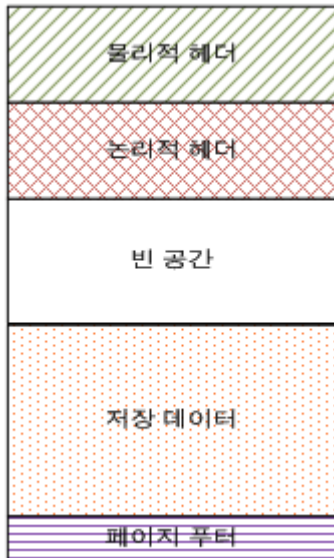 물리적 헤더
논리적 헤더
빈 공간
저장 데이터
페이지 푸터